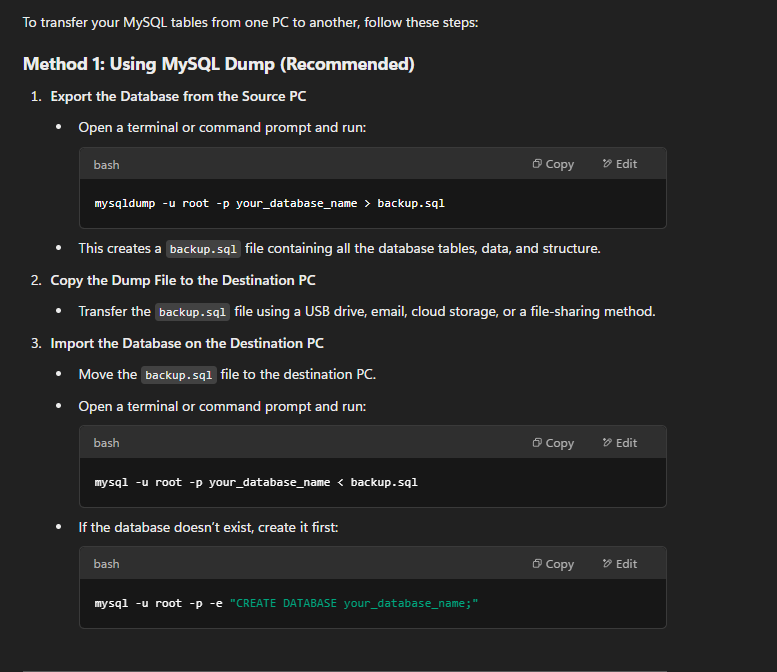 To transfer your MySQL tables from one PC to another, follow these steps:
Method 1: Using MySQL Dump (Recommended)
1. Export the Database from the Source PC
• Open a terminal or command prompt and run:
bash Copy Edit
mysqldump -u root -p your_database_name > backup.sql
• This creates a backup.sql file containing all the database tables, data, and structure.
2. Copy the Dump File to the Destination PC
• Transfer the backup.sql file using a USB drive, email, cloud storage, or a file-sharing method.
3. Import the Database on the Destination PC
• Move the backup.sql file to the destination PC.
• Open a terminal or command prompt and run:
bash Copy Edit
mysql -u root -p your_database_name < backup.sql
• If the database doesn't exist, create it first:
bash Copy Edit
mysql -u root -p -e "CREATE DATABASE your_database_name;"